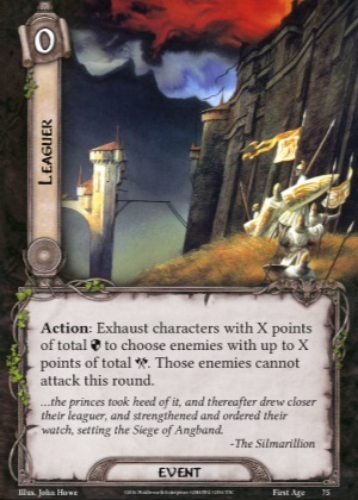 0
LEAGUER
Action: Exhaust characters with X points
of total to choose enemies with up to X
points of total . Those enemies cannot
attack this round.
...the princes took heed of it, and thereafter drew closer
their leaguer, and strengthened and ordered their
watch, setting the Siege of Angband.
-The Silmarillion
EVENT
Illus. John Howe
First Age
75